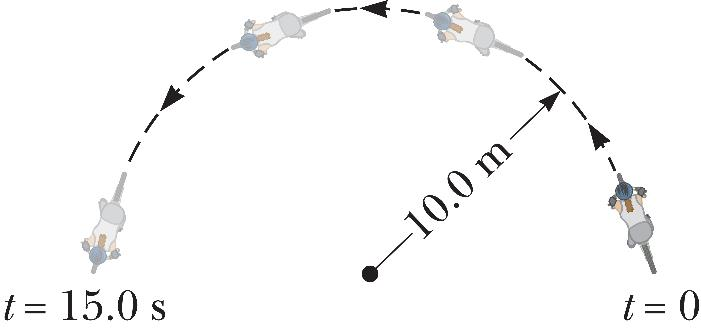 10.0 m
t = 15.0 s
t = 0